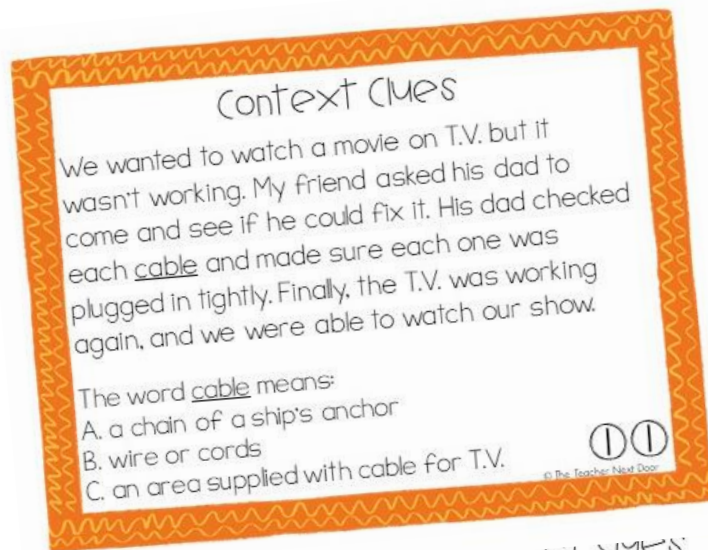 Context Clues
We wanted to watch a movie on T.V. but it
wasn't working. My friend asked his dad to
come and see if he could fix it. His dad checked
each cable and made sure each one was
plugged in tightly. Finally, the T.V. was working
again, and we were able to watch our show.
The word cable means:
A. a chain of a ship's anchor
B. wire or cords
C. an area supplied with cable for T.V.
11
© The Teacher Next Door